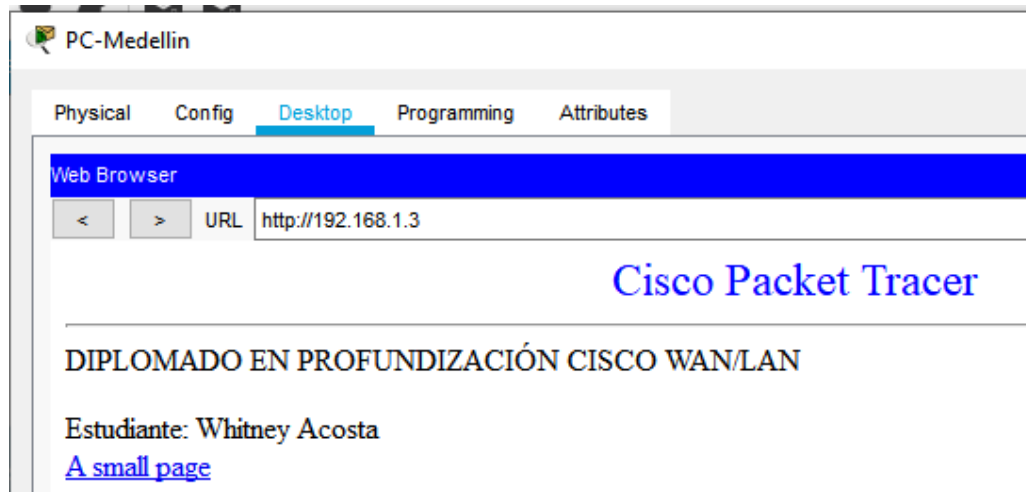 PC-Medellin
Physical Config Desktop Programming Attributes
Web Browser
< > URL http://192.168.1.3
Cisco Packet Tracer
DIPLOMADO EN PROFUNDIZACIÓN CISCO WAN/LAN
Estudiante: Whitney Acosta
A small page